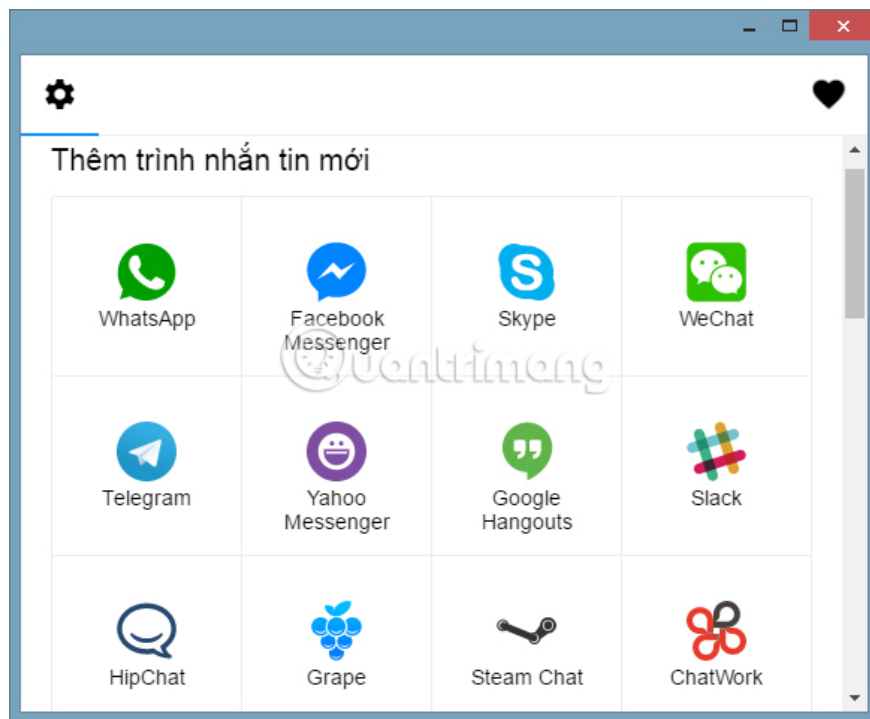 Thêm trình nhắn tin mới
WhatsApp
Facebook
Messenger
Skype
WeChat
Quantrimang
Telegram
Yahoo
Messenger
Google
Hangouts
Slack
HipChat
Grape
Steam Chat
ChatWork